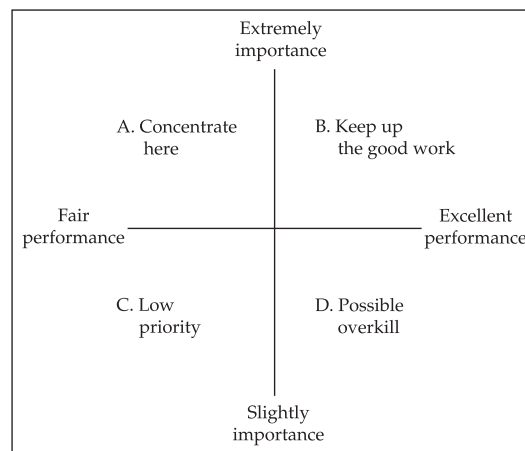 Extremely
importance
A. Concentrate
here
B. Keep up
the good work
Fair
performance
Excellent
performance
C. Low
priority
D. Possible
overkill
Slightly
importance